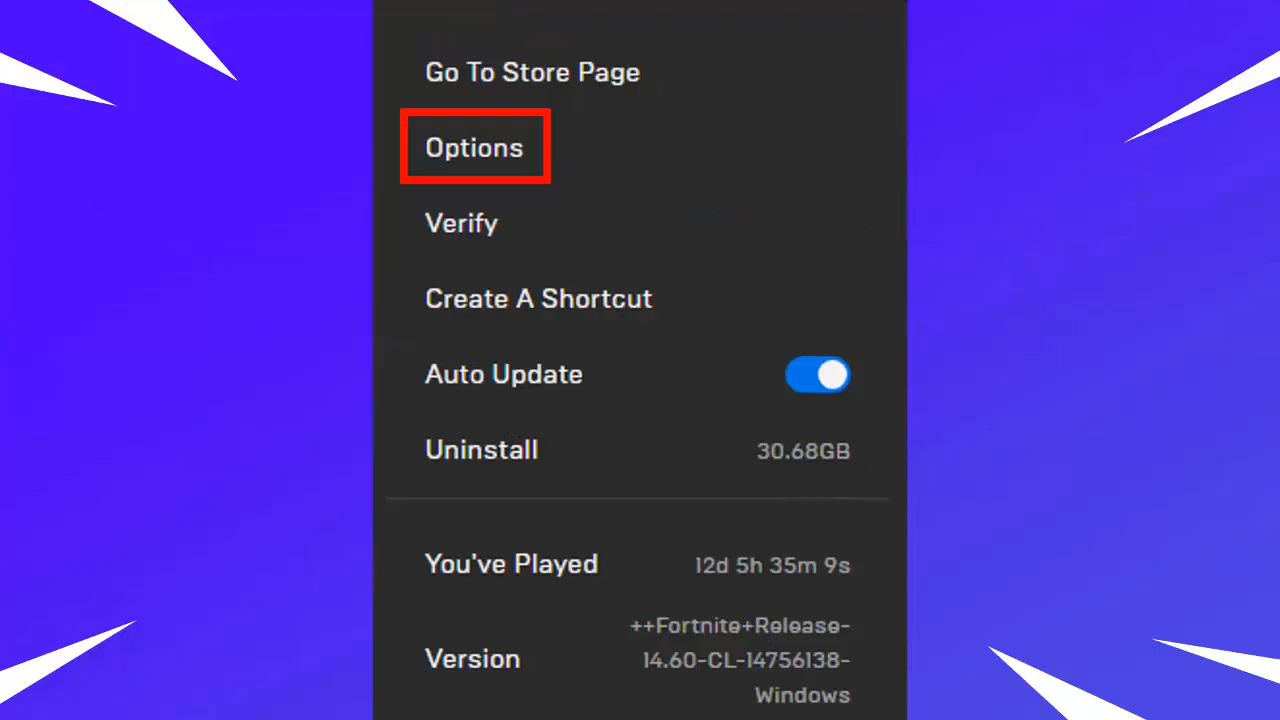 Go To Store Page
Options
Verify
Create A Shortcut
Auto Update
Uninstall 30.68GB
You've Played 12d 5h 35m 9s
Version ++Fortnite+Release-
14.60-CL-14756138-
Windows